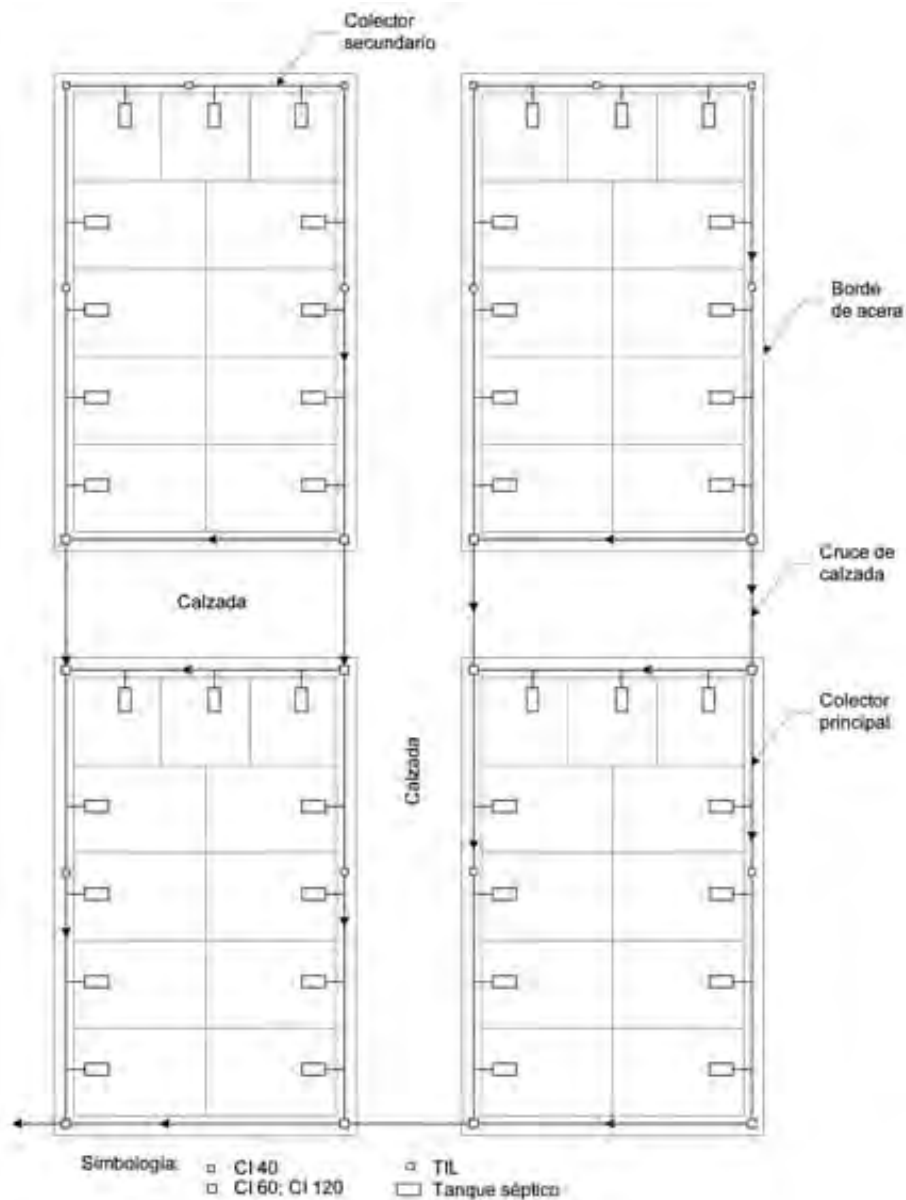 Colector
secundario
Borde
de acera
Calzada
Cruce de
calzada
Colector
principal
Calzada
Simbología: CI 40 TIL
CI 60; CI 120 Tanque séptico